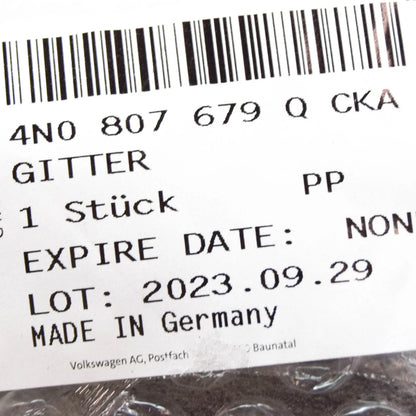 4N0 807 679 Q CKA
GITTER
1 Stück PP
EXPIRE DATE: NON
LOT: 2023.09.29
MADE IN Germany
Volkswagen AG, Postfach Baunatal